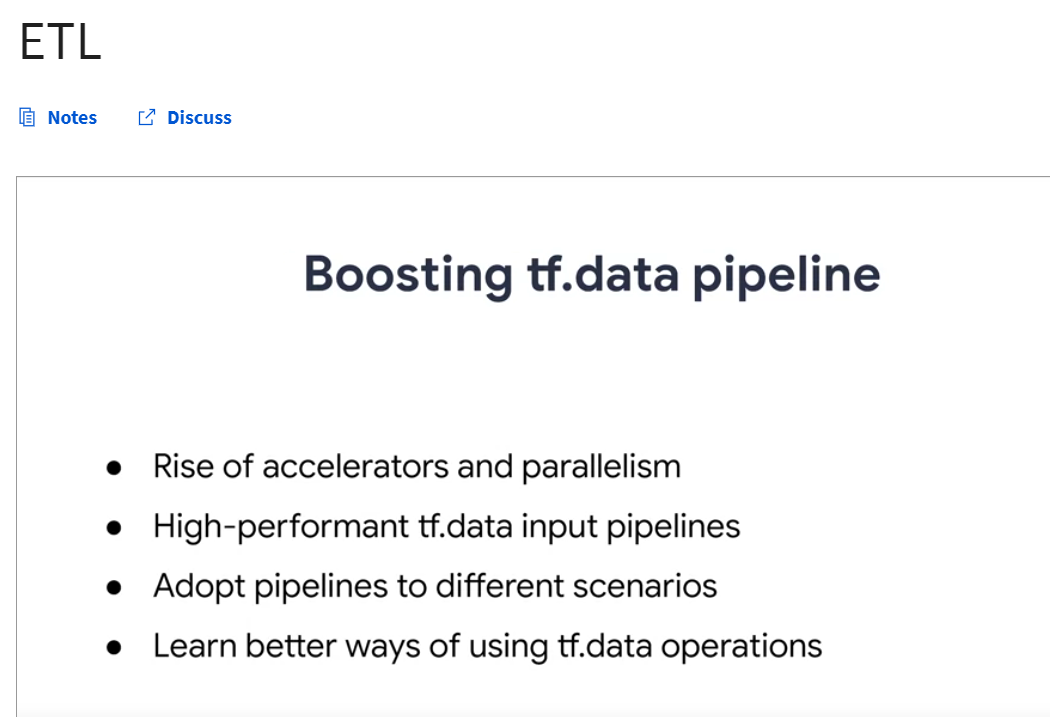 ETL
Notes Discuss
Boosting tf.data pipeline
● Rise of accelerators and parallelism
● High-performant tf.data input pipelines
● Adopt pipelines to different scenarios
● Learn better ways of using tf.data operations